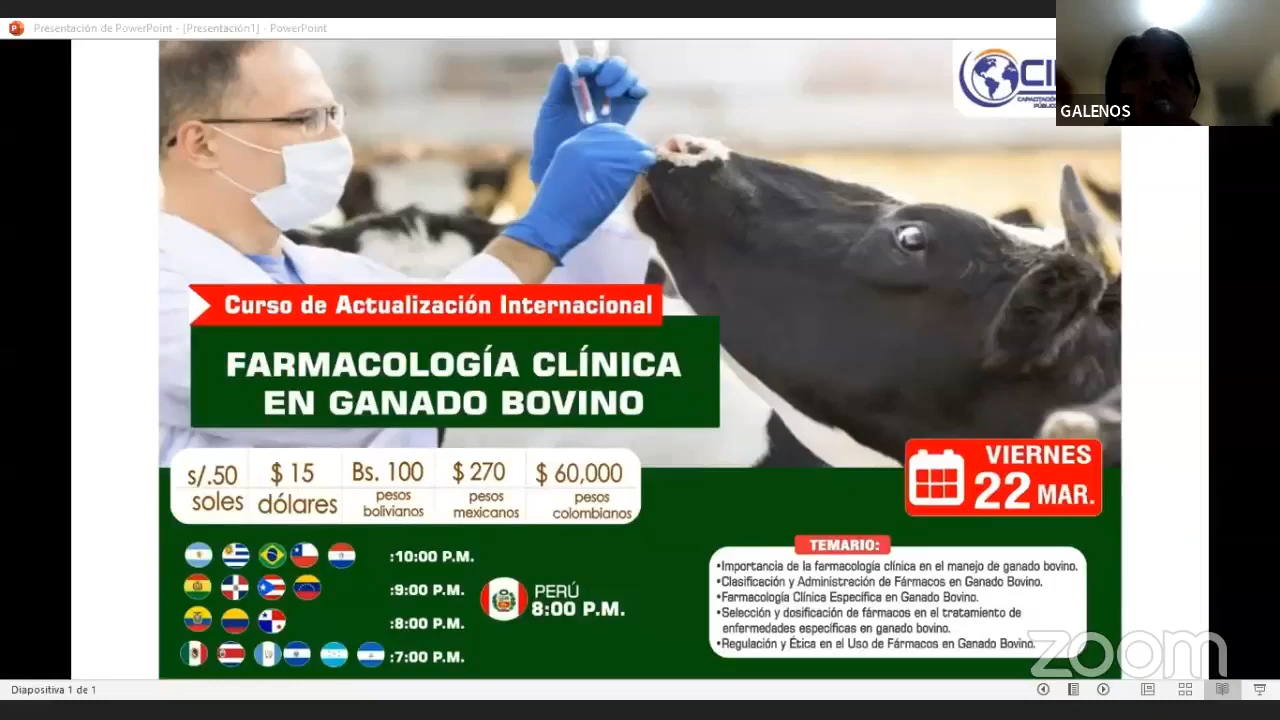 Presentación de PowerPoint - [Presentación1] - PowerPoint
GALENOS
Curso de Actualización Internacional
FARMACOLOGÍA CLÍNICA
EN GANADO BOVINO
s/.50 soles
$ 15 dólares
Bs. 100 pesos bolivianos
$ 270 pesos mexicanos
$ 60,000 pesos colombianos
VIERNES
22 MAR.
:10:00 P.M.
:9:00 P.M.
:8:00 P.M.
:7:00 P.M.
PERÚ
8:00 P.M.
TEMARIO:
•Importancia de la farmacología clínica en el manejo de ganado bovino.
•Clasificación y Administración de Fármacos en Ganado Bovino.
•Farmacología Clínica Específica en Ganado Bovino.
•Selección y dosificación de fármacos en el tratamiento de
enfermedades específicas en ganado bovino.
•Regulación y Ética en el Uso de Fármacos en Ganado Bovino.
zoom
Diapositiva 1 de 1